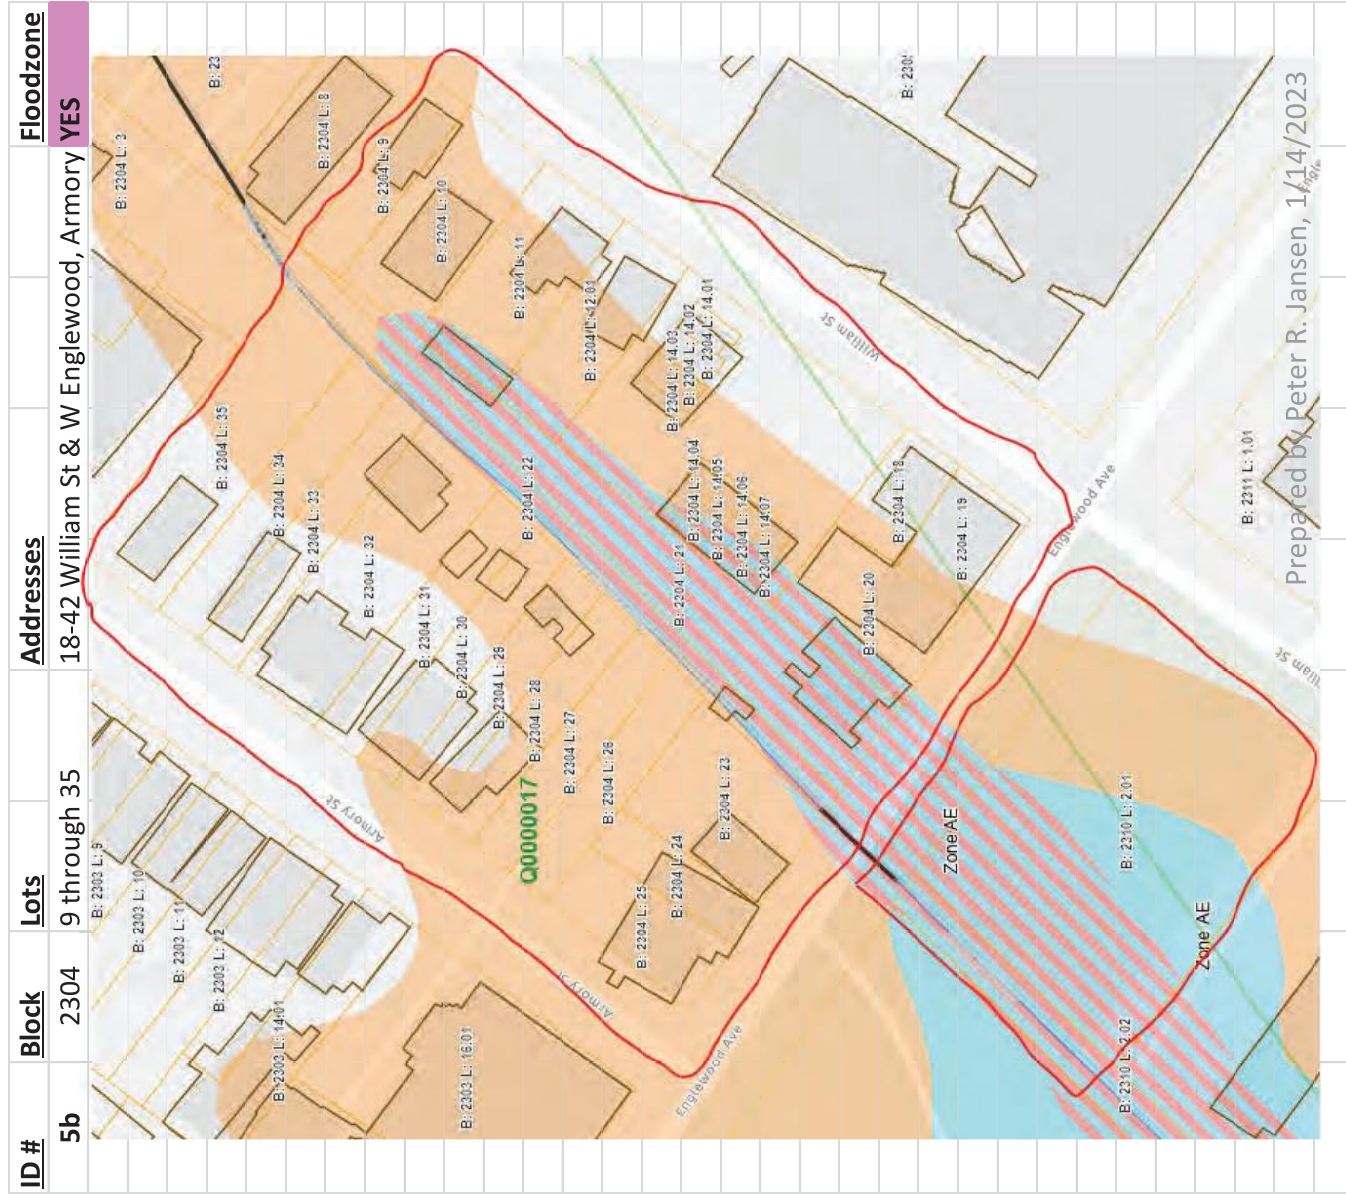 ID # Block Lots Addresses Floodzone
5b 2304 9 through 35 18-42 William St & W Englewood, Armory YES
B: 2304 L: 3
B: 23
B: 2304 L: 8
B: 2304 L: 9
B: 2304 L: 10
B: 2304 L: 11
B: 2304 L: 12.01
B: 2304 L: 14.03
B: 2304 L: 14.02
B: 2304 L: 14.01
B: 2304 L: 35
B: 2304 L: 34
B: 2304 L: 33
B: 2304 L: 32
B: 2304 L: 31
B: 2304 L: 30
B: 2304 L: 29
B: 2304 L: 28
B: 2304 L: 27
B: 2304 L: 26
B: 2304 L: 22
B: 2304 L: 21
B: 2304 L: 14.04
B: 2304 L: 14.05
B: 2304 L: 14.06
B: 2304 L: 14.07
B: 2304 L: 18
B: 2304 L: 19
B: 2304 L: 20
B: 2304 L: 23
B: 2304 L: 24
B: 2304 L: 25
Q0000017
B: 2303 L: 9
B: 2303 L: 10
B: 2303 L: 11
B: 2303 L: 12
B: 2303 L: 14.01
B: 2303 L: 16.01
Armory St
Armory St
William St
Englewood Ave
Englewood Ave
Zone AE
Zone AE
B: 2310 L: 2.01
B: 2310 L: 2.02
B: 2311 L: 1.01
lliam St
Engle
Prepared by Peter R. Jansen, 1/14/2023